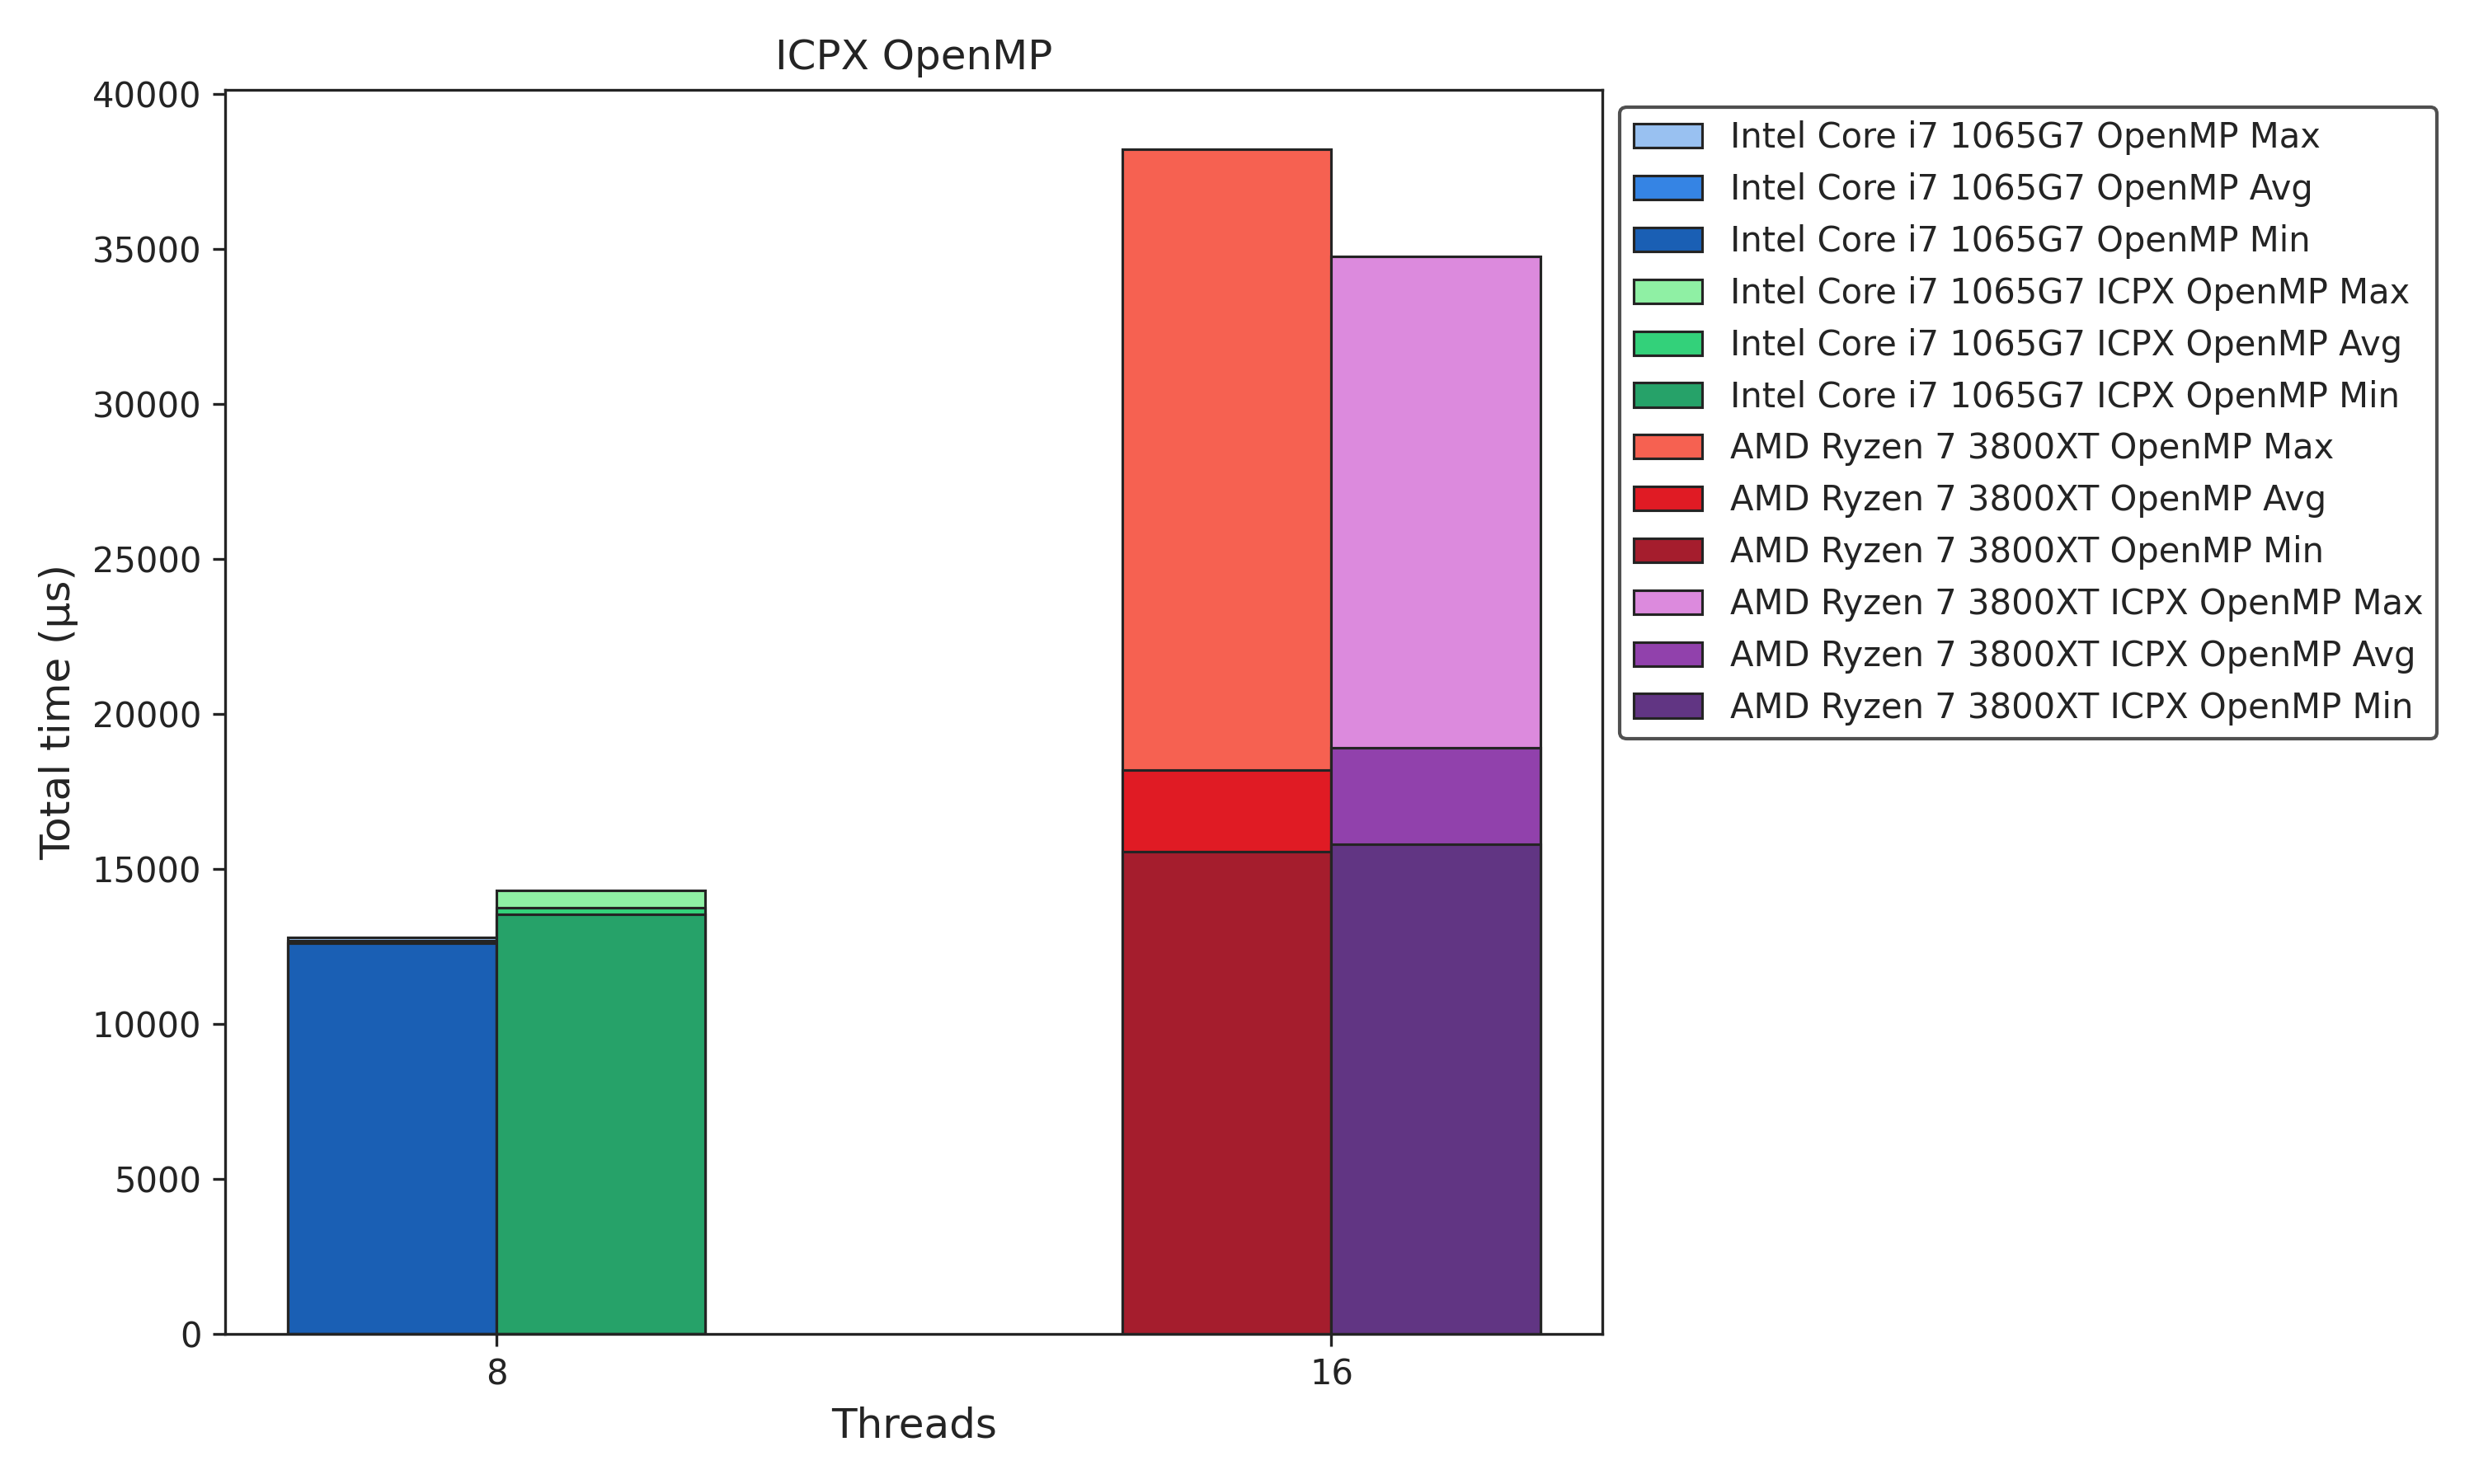 ICPX OpenMP
40000
35000
30000
25000
20000
15000
10000
5000
0
Total time (µs)
8
16
Threads
Intel Core i7 1065G7 OpenMP Max
Intel Core i7 1065G7 OpenMP Avg
Intel Core i7 1065G7 OpenMP Min
Intel Core i7 1065G7 ICPX OpenMP Max
Intel Core i7 1065G7 ICPX OpenMP Avg
Intel Core i7 1065G7 ICPX OpenMP Min
AMD Ryzen 7 3800XT OpenMP Max
AMD Ryzen 7 3800XT OpenMP Avg
AMD Ryzen 7 3800XT OpenMP Min
AMD Ryzen 7 3800XT ICPX OpenMP Max
AMD Ryzen 7 3800XT ICPX OpenMP Avg
AMD Ryzen 7 3800XT ICPX OpenMP Min